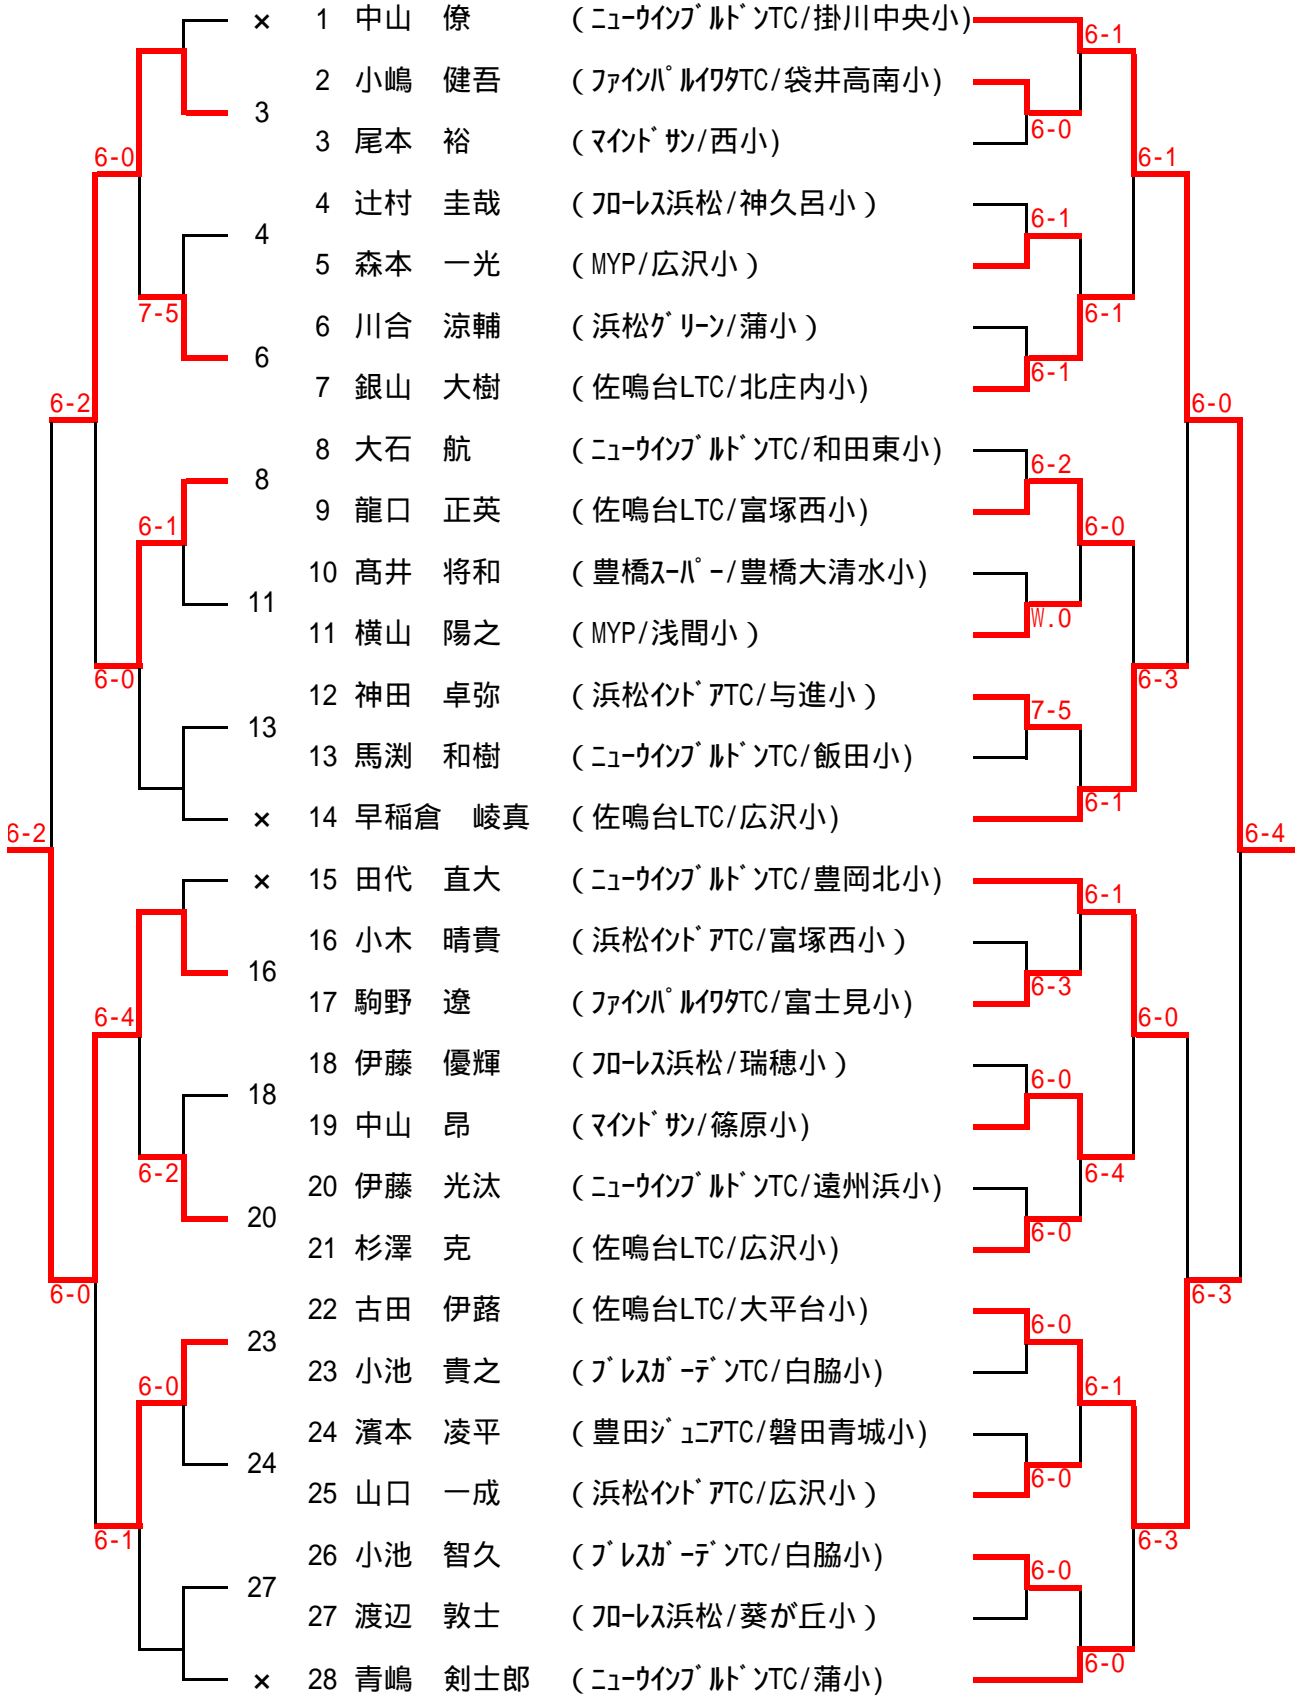 × 1 中山 僚 (ニューウインブルドンTC/掛川中央小)
6-1
2 小嶋 健吾 (ファインパルイワタTC/袋井高南小)
3
6-0
3 尾本 裕 (マインドサン/西小)
6-0
6-1
4 辻村 圭哉 (フローレス浜松/神久呂小)
6-1
4
5 森本 一光 (MYP/広沢小)
7-5
6-1
6 川合 涼輔 (浜松グリーン/蒲小)
6
6-1
7 銀山 大樹 (佐鳴台LTC/北庄内小)
6-2
6-0
8 大石 航 (ニューウインブルドンTC/和田東小)
6-2
8
9 龍口 正英 (佐鳴台LTC/富塚西小)
6-1
6-0
10 髙井 将和 (豊橋スーパー/豊橋大清水小)
11
W.O
11 横山 陽之 (MYP/浅間小)
6-0
6-3
12 神田 卓弥 (浜松インドアTC/与進小)
7-5
13
13 馬渕 和樹 (ニューウインブルドンTC/飯田小)
6-1
× 14 早稲倉 崚真 (佐鳴台LTC/広沢小)
6-2
6-4
× 15 田代 直大 (ニューウインブルドンTC/豊岡北小)
6-1
16 小木 晴貴 (浜松インドアTC/富塚西小)
16
6-3
17 駒野 遼 (ファインパルイワタTC/富士見小)
6-4
6-0
18 伊藤 優輝 (フローレス浜松/瑞穂小)
6-0
18
19 中山 昂 (マインドサン/篠原小)
6-2
6-4
20 伊藤 光汰 (ニューウインブルドンTC/遠州浜小)
20
6-0
21 杉澤 克 (佐鳴台LTC/広沢小)
6-0
6-3
22 古田 伊蕗 (佐鳴台LTC/大平台小)
6-0
23
23 小池 貴之 (ブレスガーデンTC/白脇小)
6-0
6-1
24 濱本 凌平 (豊田ジュニアTC/磐田青城小)
24
6-0
25 山口 一成 (浜松インドアTC/広沢小)
6-1
6-3
26 小池 智久 (ブレスガーデンTC/白脇小)
6-0
27
27 渡辺 敦士 (フローレス浜松/葵が丘小)
6-0
× 28 青嶋 剣士郎 (ニューウインブルドンTC/蒲小)